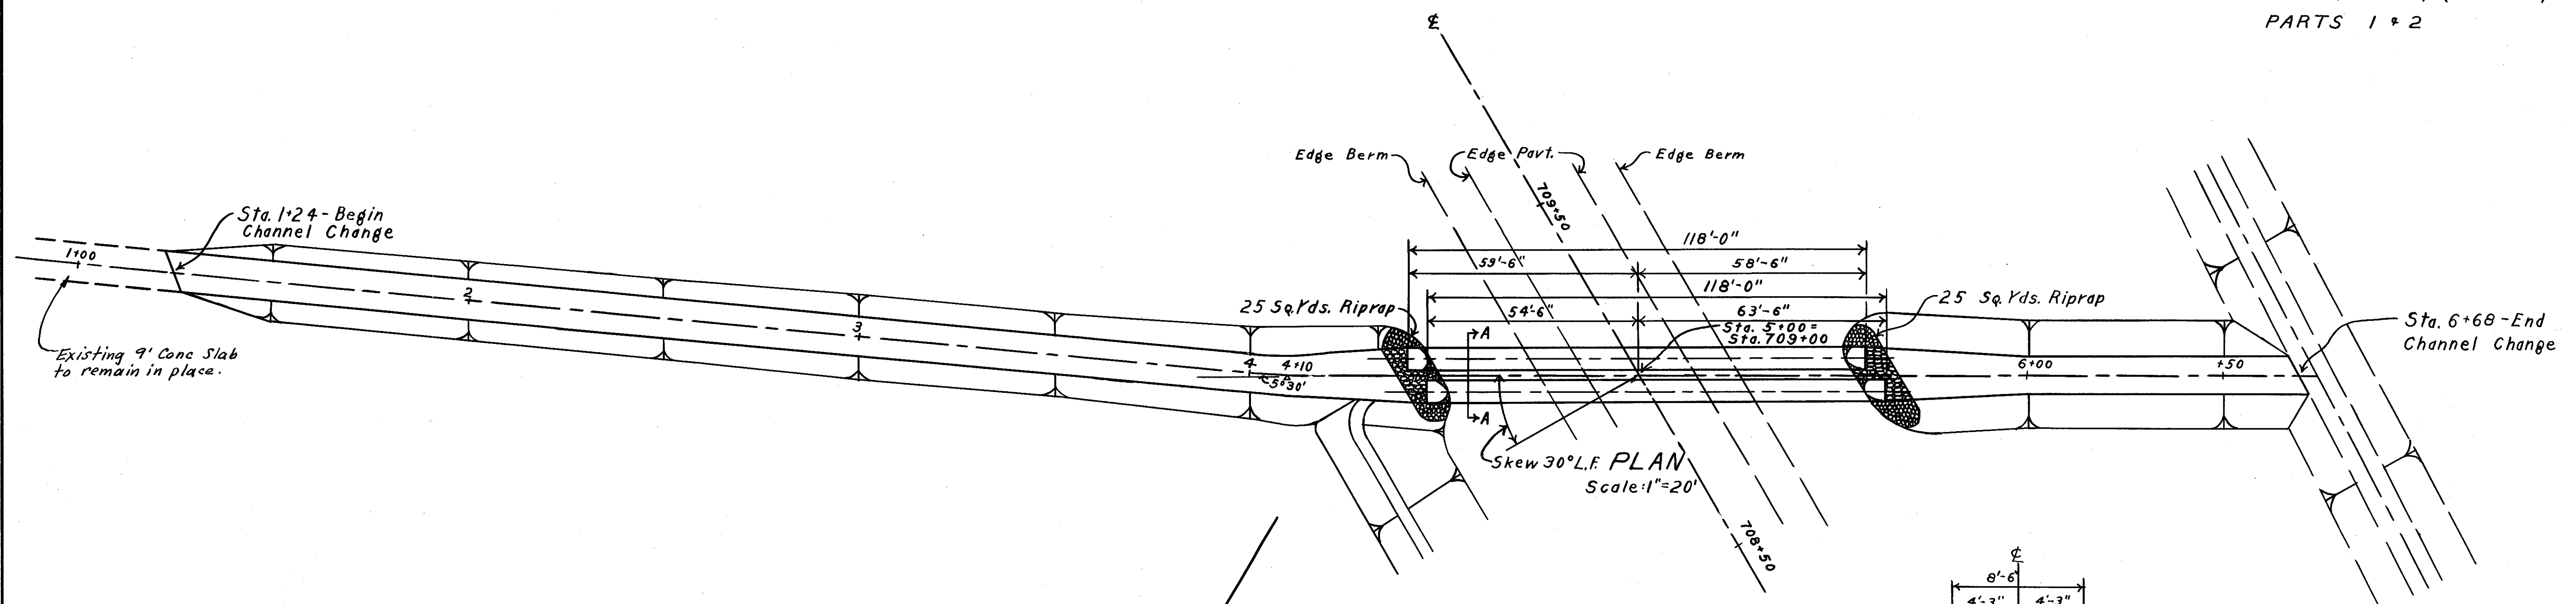 PARTS 1 & 2
℄
Edge Berm
Edge Pavt.
Edge Berm
709+50
Sta. 1+24 - Begin
Channel Change
1+00
2
3
4
4+10
5°30'
Existing 9' Conc Slab
to remain in place.
118'-0"
59'-6"
58'-6"
118'-0"
54'-6"
63'-6"
25 Sq. Yds. Riprap
25 Sq. Yds. Riprap
A
A
Sta. 5+00 =
Sta. 709+00
6+00
+50
Sta. 6+68 - End
Channel Change
Skew 30° L.F.
PLAN
Scale: 1"=20'
708+50
℄
8'-6"
4'-3"
4'-3"